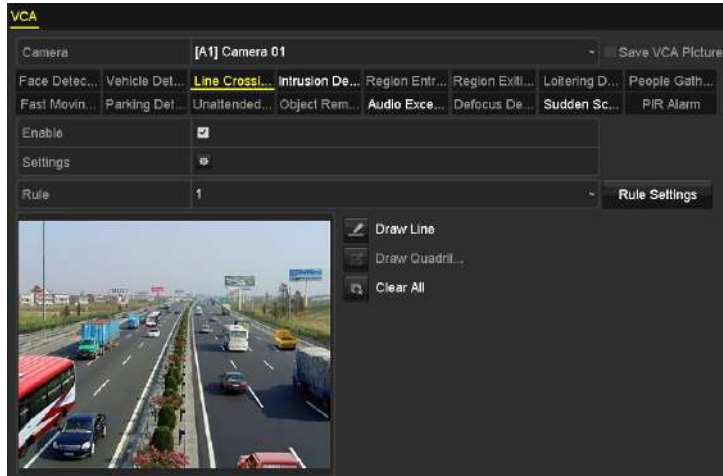 VCA
Camera [A1] Camera 01 Save VCA Picture
Face Detec... Vehicle Det... Line Crossi... Intrusion De... Region Entr... Region Exiti... Loitering D... People Gath...
Fast Movin... Parking Det... Unattended... Object Rem... Audio Exce... Defocus De... Sudden Sc... PIR Alarm
Enable
Settings
Rule 1 Rule Settings
Draw Line
Draw Quadril...
Clear All